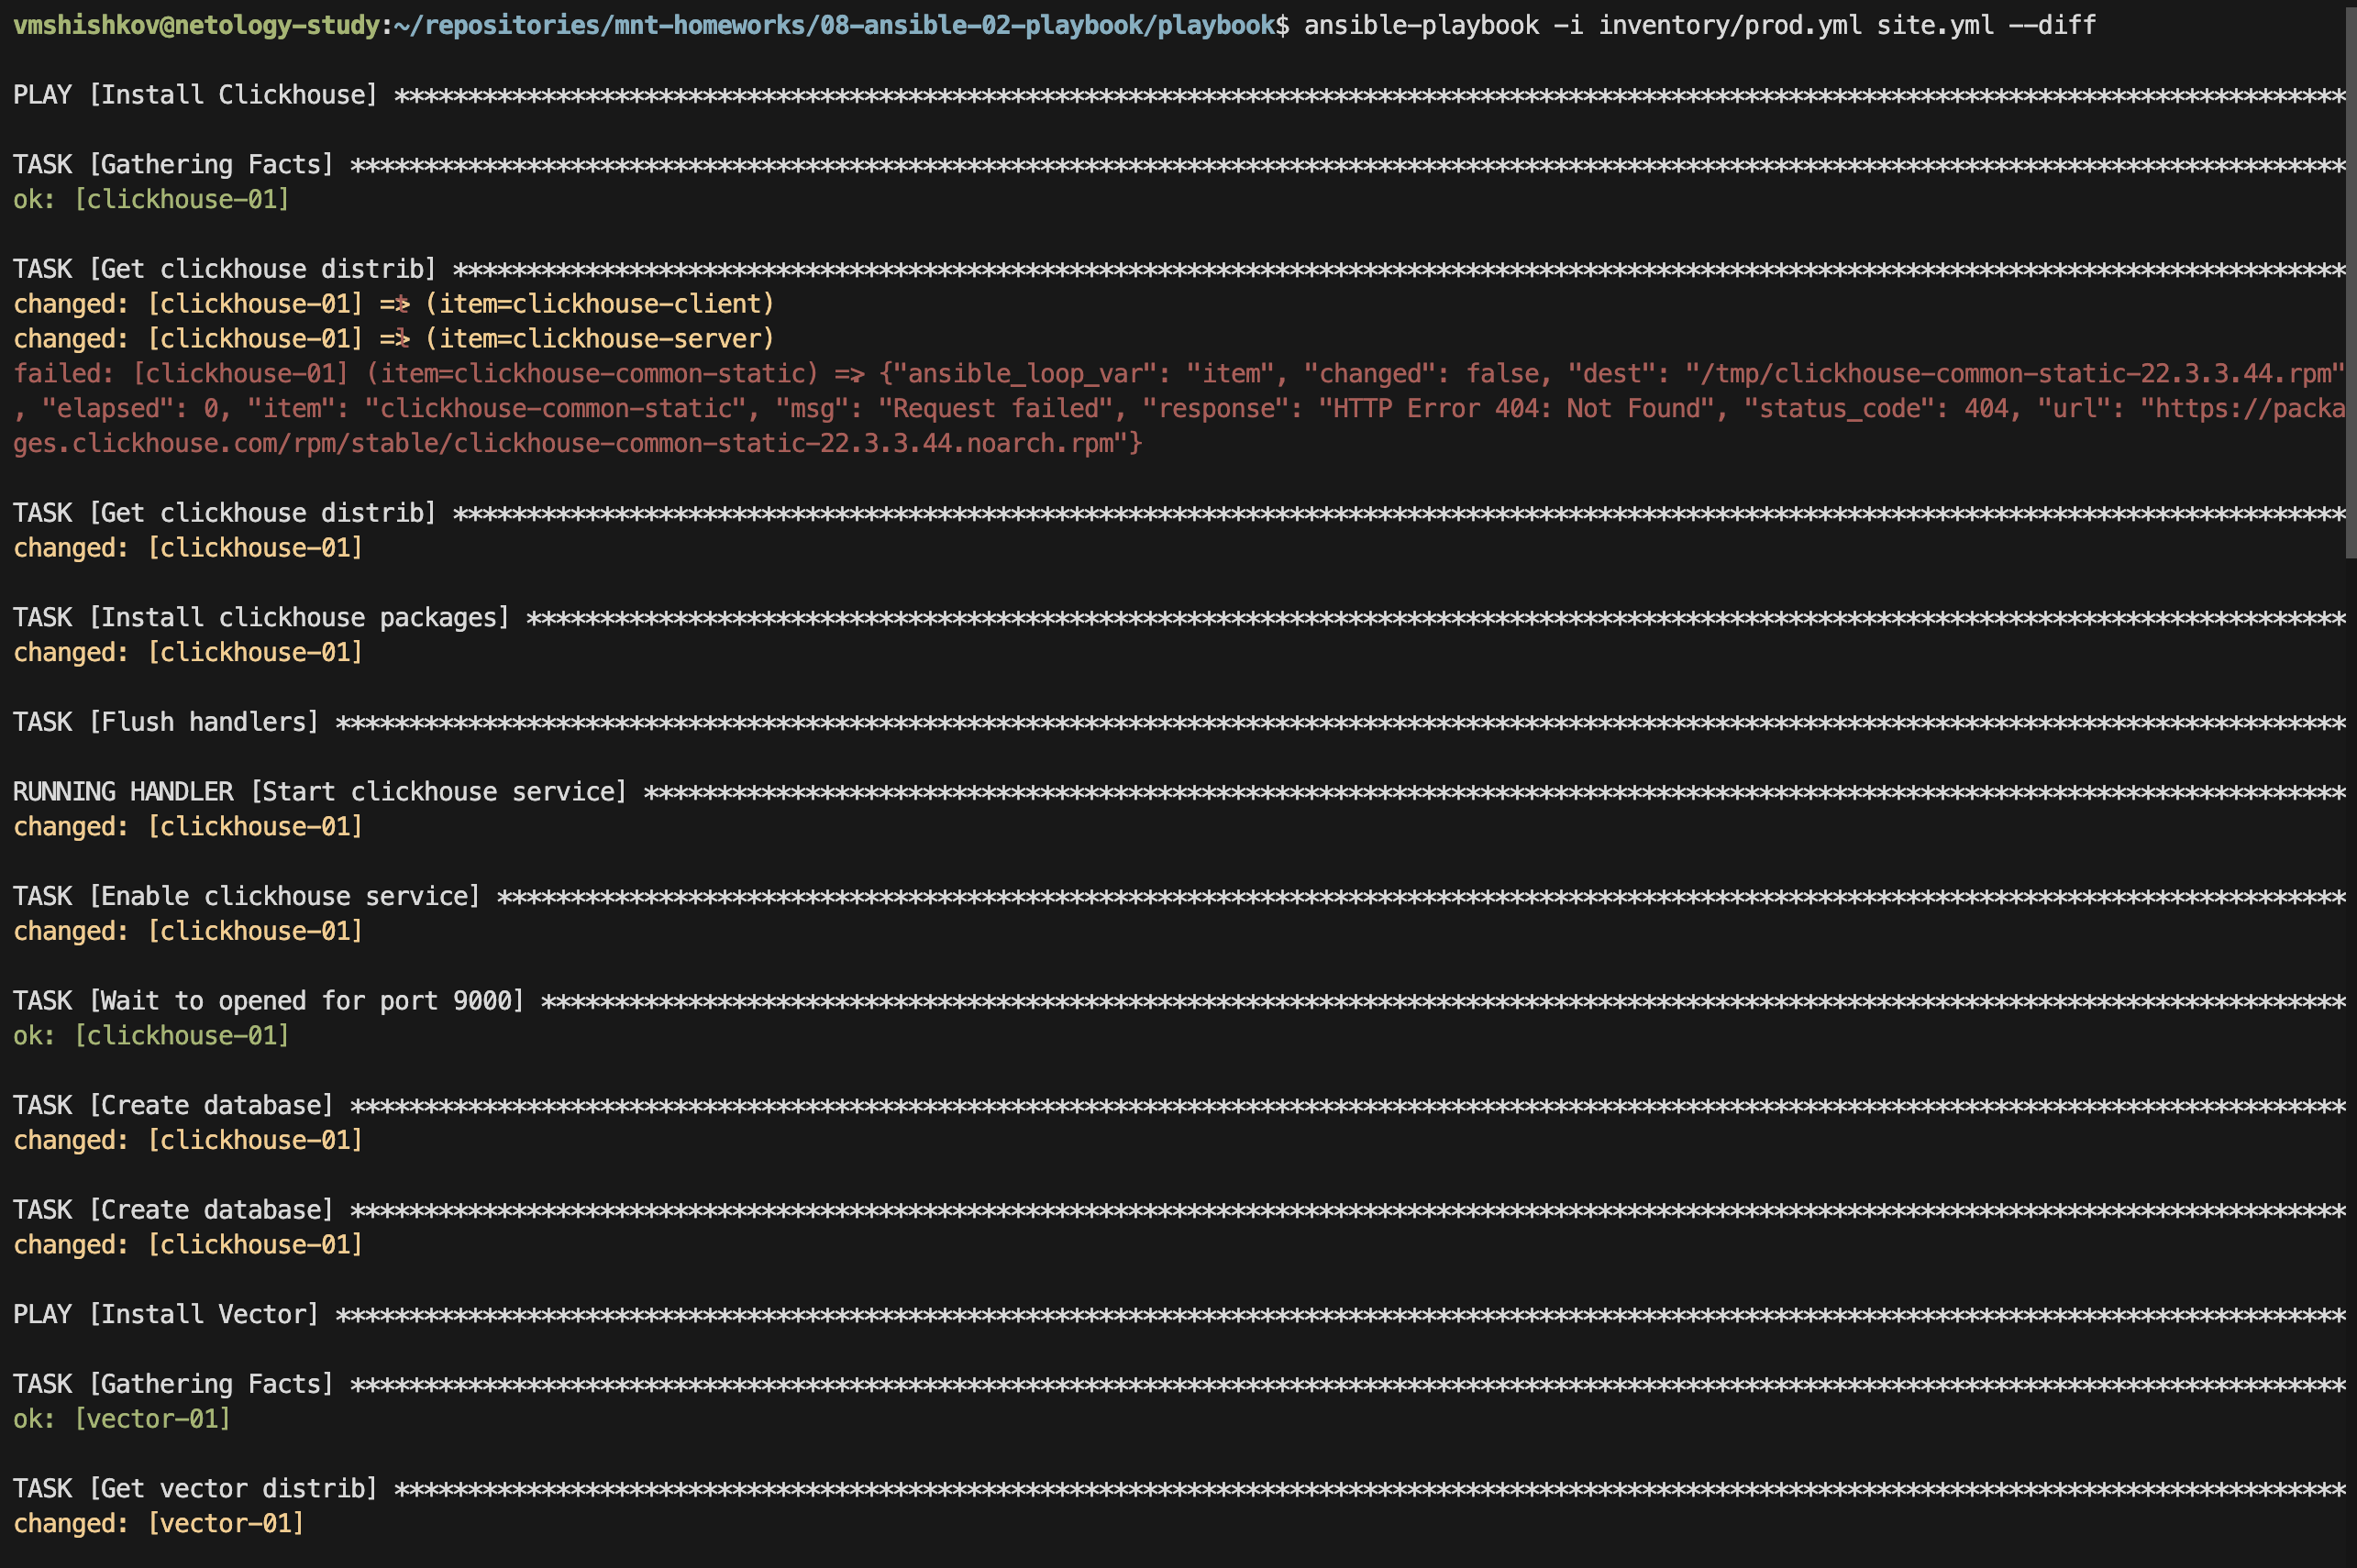 vmshishkov@netology-study:~/repositories/mnt-homeworks/08-ansible-02-playbook/playbook$ ansible-playbook -i inventory/prod.yml site.yml --diff
PLAY [Install Clickhouse] *************************************************************************************************************************************
TASK [Gathering Facts] ****************************************************************************************************************************************
ok: [clickhouse-01]
TASK [Get clickhouse distrib] *********************************************************************************************************************************
changed: [clickhouse-01] => (item=clickhouse-client)
changed: [clickhouse-01] => (item=clickhouse-server)
failed: [clickhouse-01] (item=clickhouse-common-static) => {"ansible_loop_var": "item", "changed": false, "dest": "/tmp/clickhouse-common-static-22.3.3.44.rpm"
, "elapsed": 0, "item": "clickhouse-common-static", "msg": "Request failed", "response": "HTTP Error 404: Not Found", "status_code": 404, "url": "https://packa
ges.clickhouse.com/rpm/stable/clickhouse-common-static-22.3.3.44.noarch.rpm"}
TASK [Get clickhouse distrib] *********************************************************************************************************************************
changed: [clickhouse-01]
TASK [Install clickhouse packages] ****************************************************************************************************************************
changed: [clickhouse-01]
TASK [Flush handlers] *****************************************************************************************************************************************
RUNNING HANDLER [Start clickhouse service] ********************************************************************************************************************
changed: [clickhouse-01]
TASK [Enable clickhouse service] ******************************************************************************************************************************
changed: [clickhouse-01]
TASK [Wait to opened for port 9000] ***************************************************************************************************************************
ok: [clickhouse-01]
TASK [Create database] ****************************************************************************************************************************************
changed: [clickhouse-01]
TASK [Create database] ****************************************************************************************************************************************
changed: [clickhouse-01]
PLAY [Install Vector] *****************************************************************************************************************************************
TASK [Gathering Facts] ****************************************************************************************************************************************
ok: [vector-01]
TASK [Get vector distrib] *************************************************************************************************************************************
changed: [vector-01]